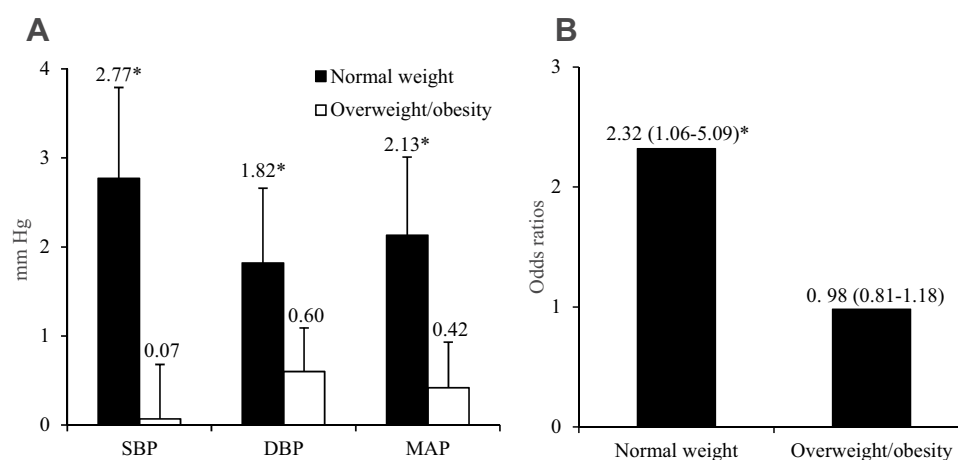 A
mm Hg
4
3
2
1
0
2.77*
0.07
1.82*
0.60
2.13*
0.42
Normal weight
Overweight/obesity
SBP
DBP
MAP
B
Odds ratios
3
2
1
0
2.32 (1.06-5.09)*
0. 98 (0.81-1.18)
Normal weight
Overweight/obesity